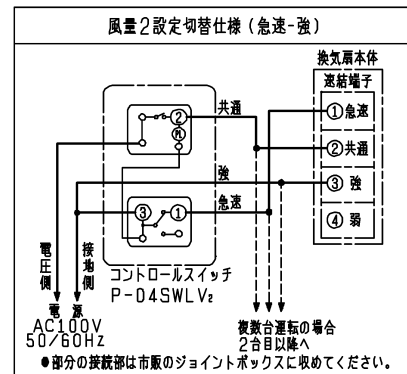 風量2設定切替仕様（急速-強）
換気扇本体
速結端子
①急速
②共通
③強
④弱
共通
②
PL
強
急速
③ ①
コントロールスイッチ
P-04SWLV₂
電圧側
接地側
電源
AC100V
50/60Hz
複数台運転の場合
2台目以降へ
●部分の接続部は市販のジョイントボックスに収めてください。